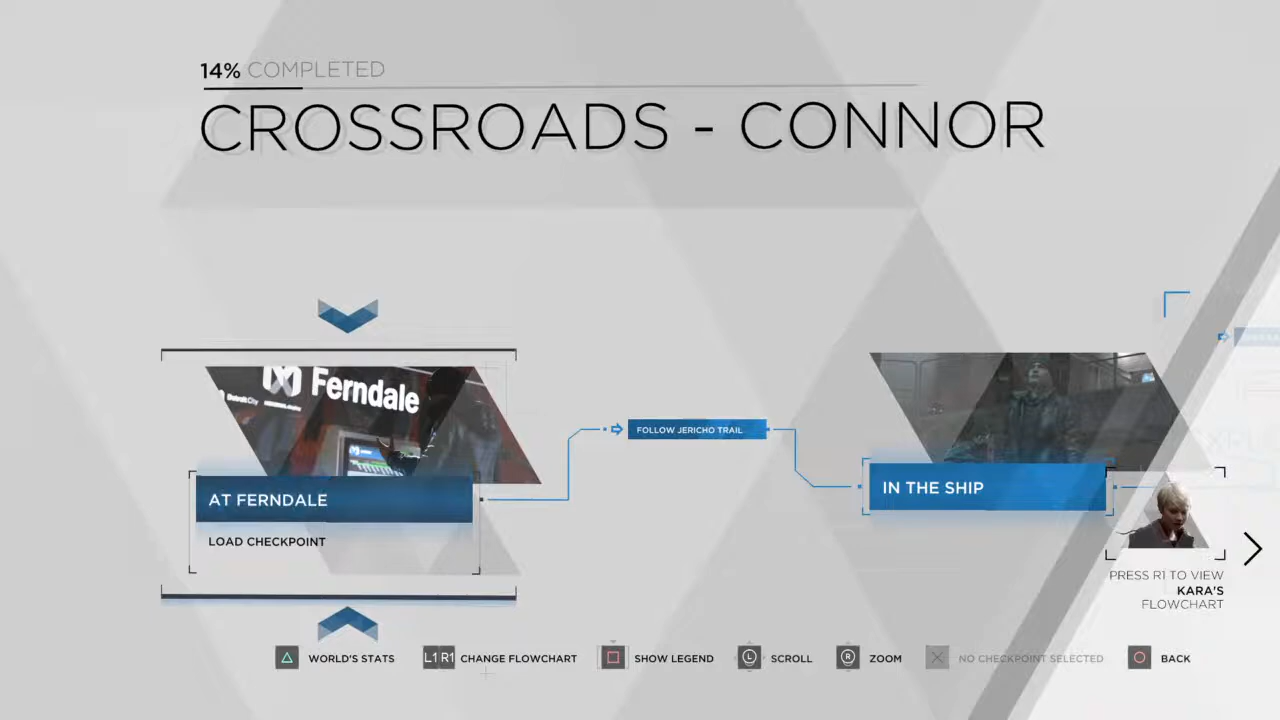 14% COMPLETED
CROSSROADS - CONNOR
Ferndale
AT FERNDALE
LOAD CHECKPOINT
FOLLOW JERICHO TRAIL
IN THE SHIP
PRESS R1 TO VIEW
KARA'S
FLOWCHART
WORLD'S STATS
L1 R1 CHANGE FLOWCHART
SHOW LEGEND
L SCROLL
R ZOOM
NO CHECKPOINT SELECTED
BACK